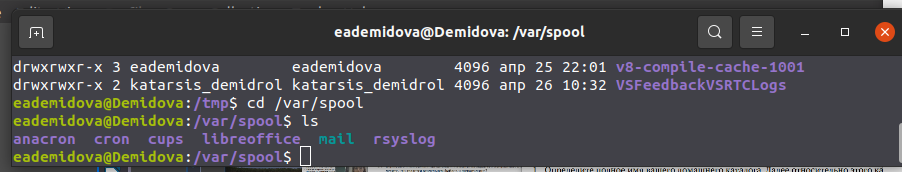 eademidova@Demidova: /var/spool
drwxrwxr-x 3 eademidova        eademidova        4096 апр 25 22:01 v8-compile-cache-1001
drwxrwxr-x 2 katarsis_demidrol katarsis_demidrol 4096 апр 26 10:32 VSFeedbackVSRTCLogs
eademidova@Demidova:/tmp$ cd /var/spool
eademidova@Demidova:/var/spool$ ls
anacron  cron  cups  libreoffice  mail  rsyslog
eademidova@Demidova:/var/spool$